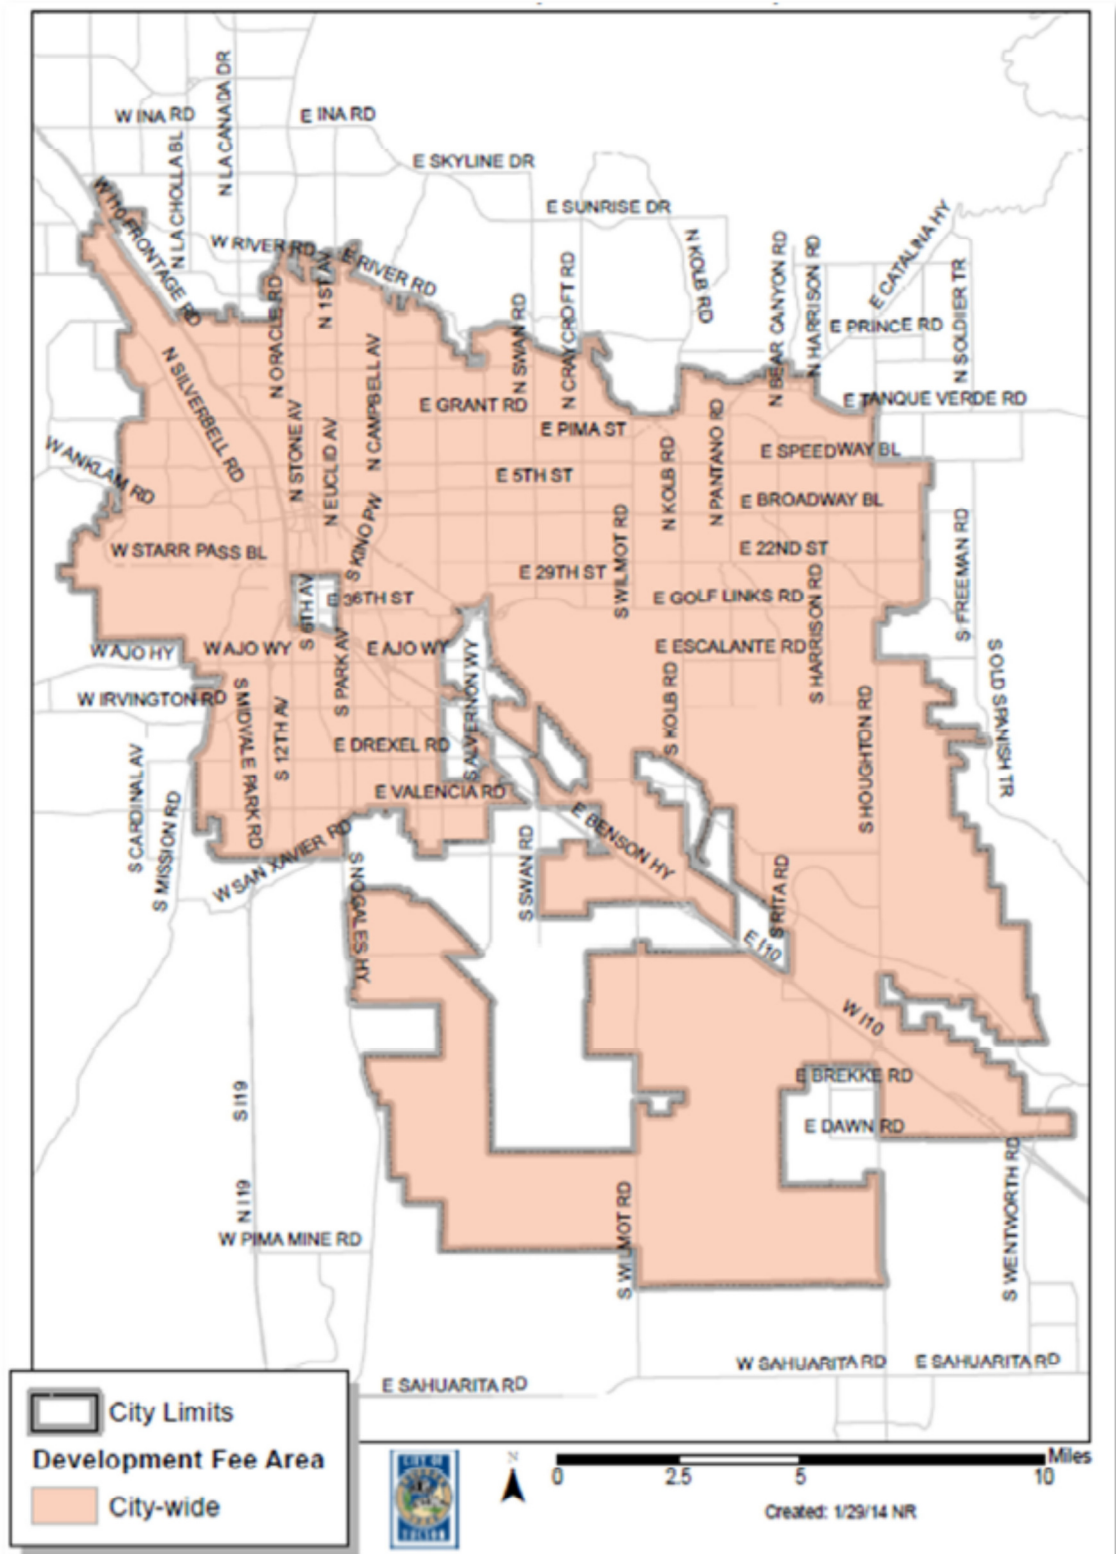 W INA RD
E INA RD
N LA CANADA DR
N LA CHOLLA BL
E SKYLINE DR
E SUNRISE DR
W I10 FRONTAGE RD
W RIVER RD
E RIVER RD
N 1ST AV
N ORACLE RD
N SWAN RD
N CRAYCROFT RD
N KOLB RD
N BEAR CANYON RD
N HARRISON RD
E CATALINA HY
E PRINCE RD
N SOLDIER TR
E TANQUE VERDE RD
N SILVERBELL RD
N CAMPBELL AV
E GRANT RD
E PIMA ST
E SPEEDWAY BL
W ANKLAM RD
N STONE AV
N EUCLID AV
E 5TH ST
N KOLB RD
N PANTANO RD
E BROADWAY BL
W STARR PASS BL
S KINO PW
S WILMOT RD
E 22ND ST
E 29TH ST
S FREEMAN RD
S 6TH AV
E 36TH ST
E GOLF LINKS RD
S HARRISON RD
W AJO HY
W AJO WY
E AJO WY
E ESCALANTE RD
S PARK AV
S ALVERNON WY
S KOLB RD
S OLD SPANISH TR
W IRVINGTON RD
S MIDVALE PARK RD
S 12TH AV
E DREXEL RD
S HOUGHTON RD
S CARDINAL AV
S MISSION RD
E VALENCIA RD
E BENSON HY
W SAN XAVIER RD
S NOGALES HY
S SWAN RD
S RITA RD
E I10
W I10
E BREKKE RD
E DAWN RD
S I19
N I19
W PIMA MINE RD
S WILMOT RD
S WENTWORTH RD
W SAHUARITA RD
E SAHUARITA RD
E SAHUARITA RD
City Limits
Development Fee Area
City-wide
CITY OF
TUCSON
N
Miles
0
2.5
5
10
Created: 1/29/14 NR